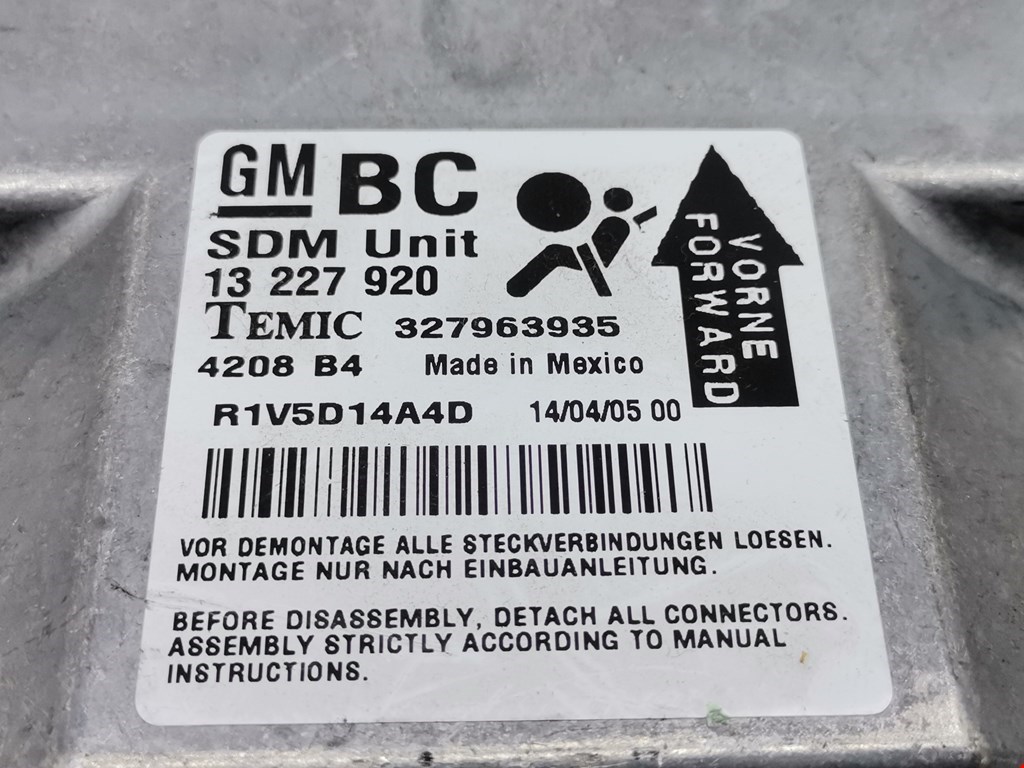 GM BC
SDM Unit
13 227 920
TEMIC 327963935
4208 B4 Made in Mexico
R1V5D14A4D 14/04/05 00
VORNE
FORWARD
VOR DEMONTAGE ALLE STECKVERBINDUNGEN LOESEN.
MONTAGE NUR NACH EINBAUANLEITUNG.
BEFORE DISASSEMBLY, DETACH ALL CONNECTORS.
ASSEMBLY STRICTLY ACCORDING TO MANUAL
INSTRUCTIONS.